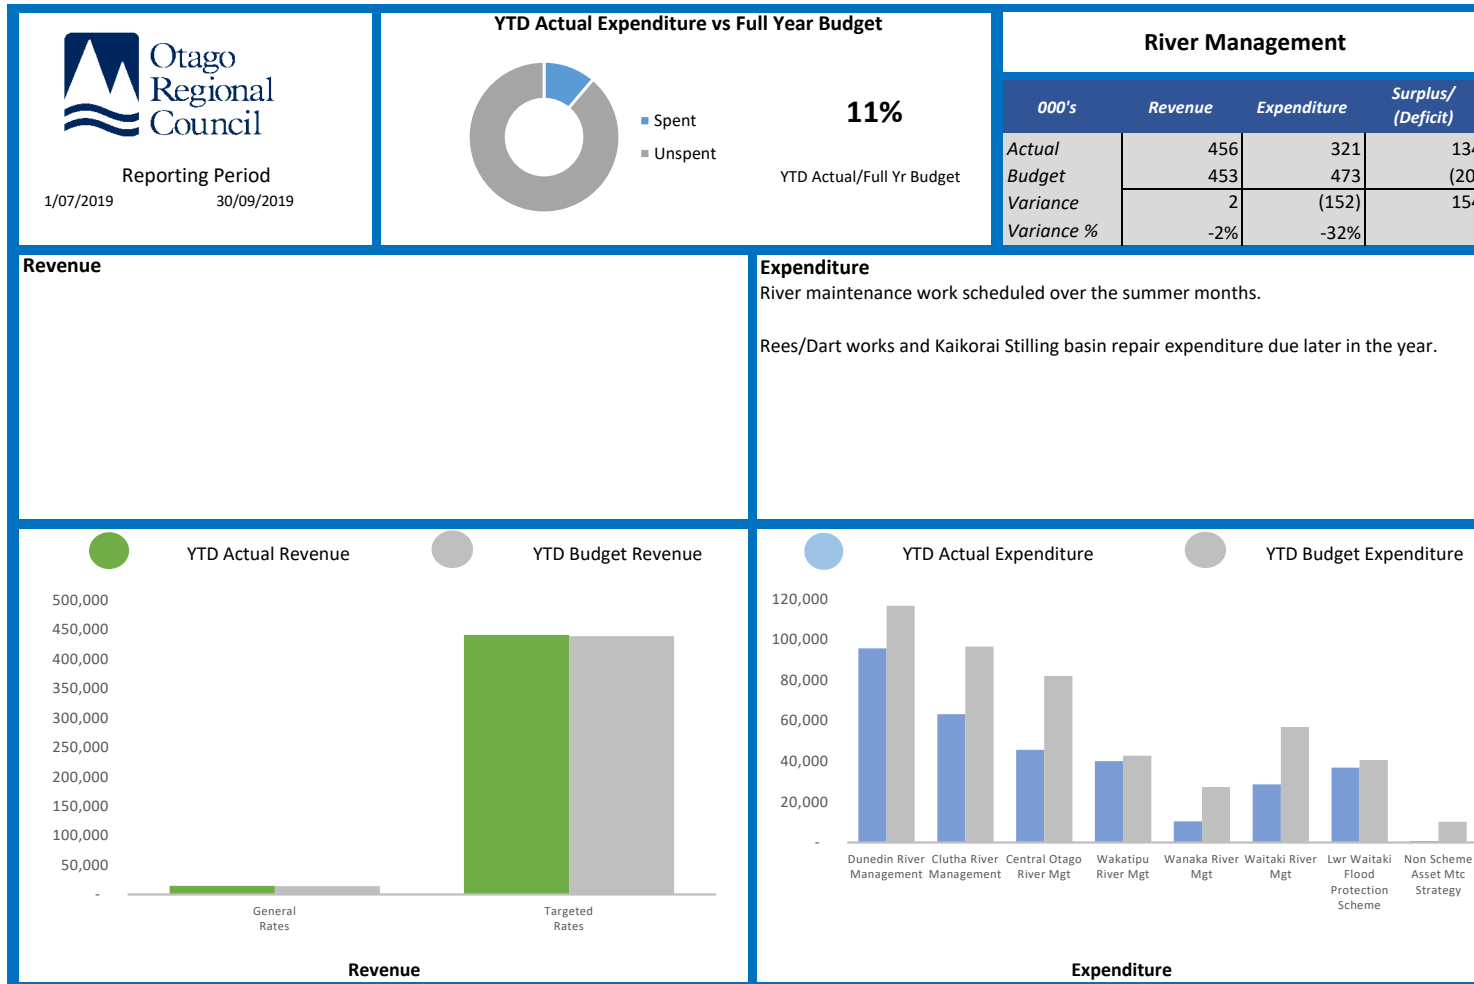 Otago
Regional
Council
Reporting Period
1/07/2019 30/09/2019
YTD Actual Expenditure vs Full Year Budget
Spent
Unspent
11%
YTD Actual/Full Yr Budget
River Management
000's Revenue Expenditure Surplus/
(Deficit)
Actual 456 321 134
Budget 453 473 (20
Variance 2 (152) 154
Variance % -2% -32%
Revenue
Expenditure
River maintenance work scheduled over the summer months.
Rees/Dart works and Kaikorai Stilling basin repair expenditure due later in the year.
YTD Actual Revenue YTD Budget Revenue
500,000
450,000
400,000
350,000
300,000
250,000
200,000
150,000
100,000
50,000
-
General
Rates
Targeted
Rates
Revenue
YTD Actual Expenditure YTD Budget Expenditure
120,000
100,000
80,000
60,000
40,000
20,000
-
Dunedin River
Management
Clutha River
Management
Central Otago
River Mgt
Wakatipu
River Mgt
Wanaka River
Mgt
Waitaki River
Mgt
Lwr Waitaki
Flood
Protection
Scheme
Non Scheme
Asset Mtc
Strategy
Expenditure